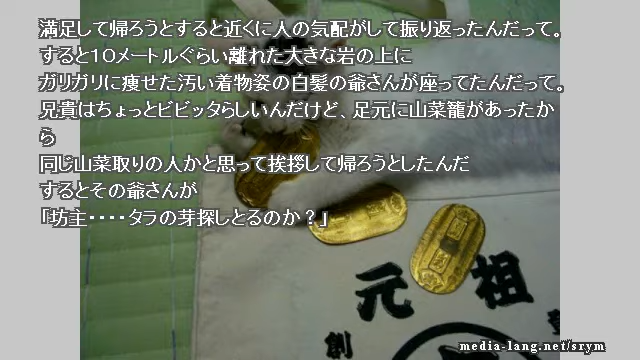 満足して帰ろうとすると近くに人の気配がして振り返ったんだって。
すると１０メートルぐらい離れた大きな岩の上に
ガリガリに痩せた汚い着物姿の白髪の爺さんが座ってたんだって。
兄貴はちょっとビビッタらしいんだけど、足元に山菜籠があったか
ら
同じ山菜取りの人かと思って挨拶して帰ろうとしたんだ
するとその爺さんが
「坊主・・・・タラの芽探しとるのか？」
元祖
創
media-lang.net/srym